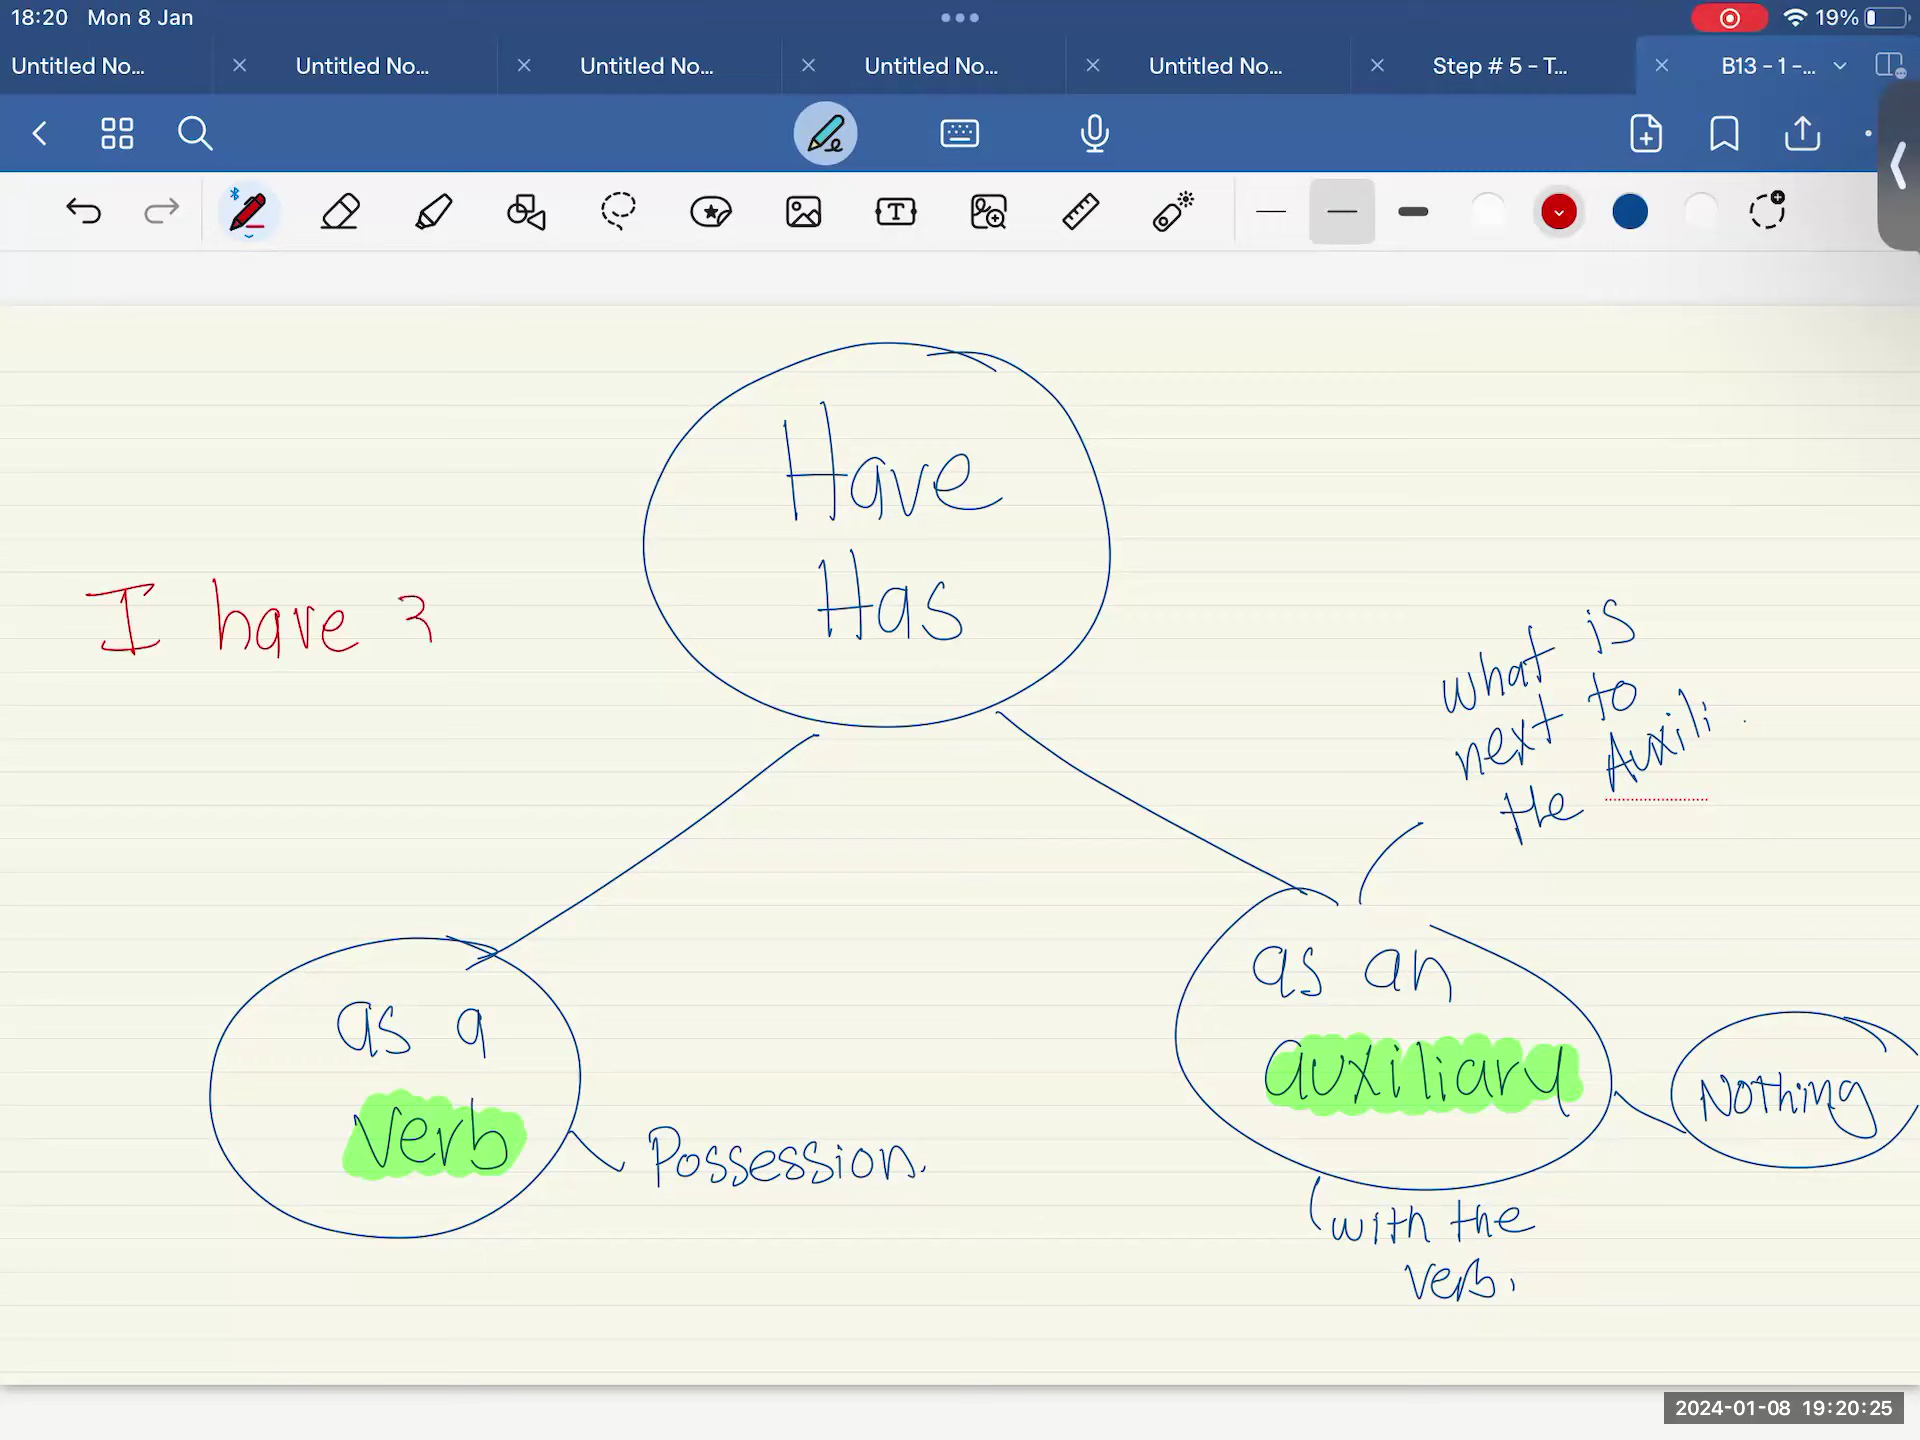 18:20 Mon 8 Jan
19%
Untitled No...
Untitled No...
Untitled No...
Untitled No...
Untitled No...
Step # 5 - T...
B13 - 1 -...
Have
Has
I have 3
what is
next to
the Auxili.
as a
verb
Possession.
as an
auxiliary
Nothing
with the
verb.
2024-01-08 19:20:25